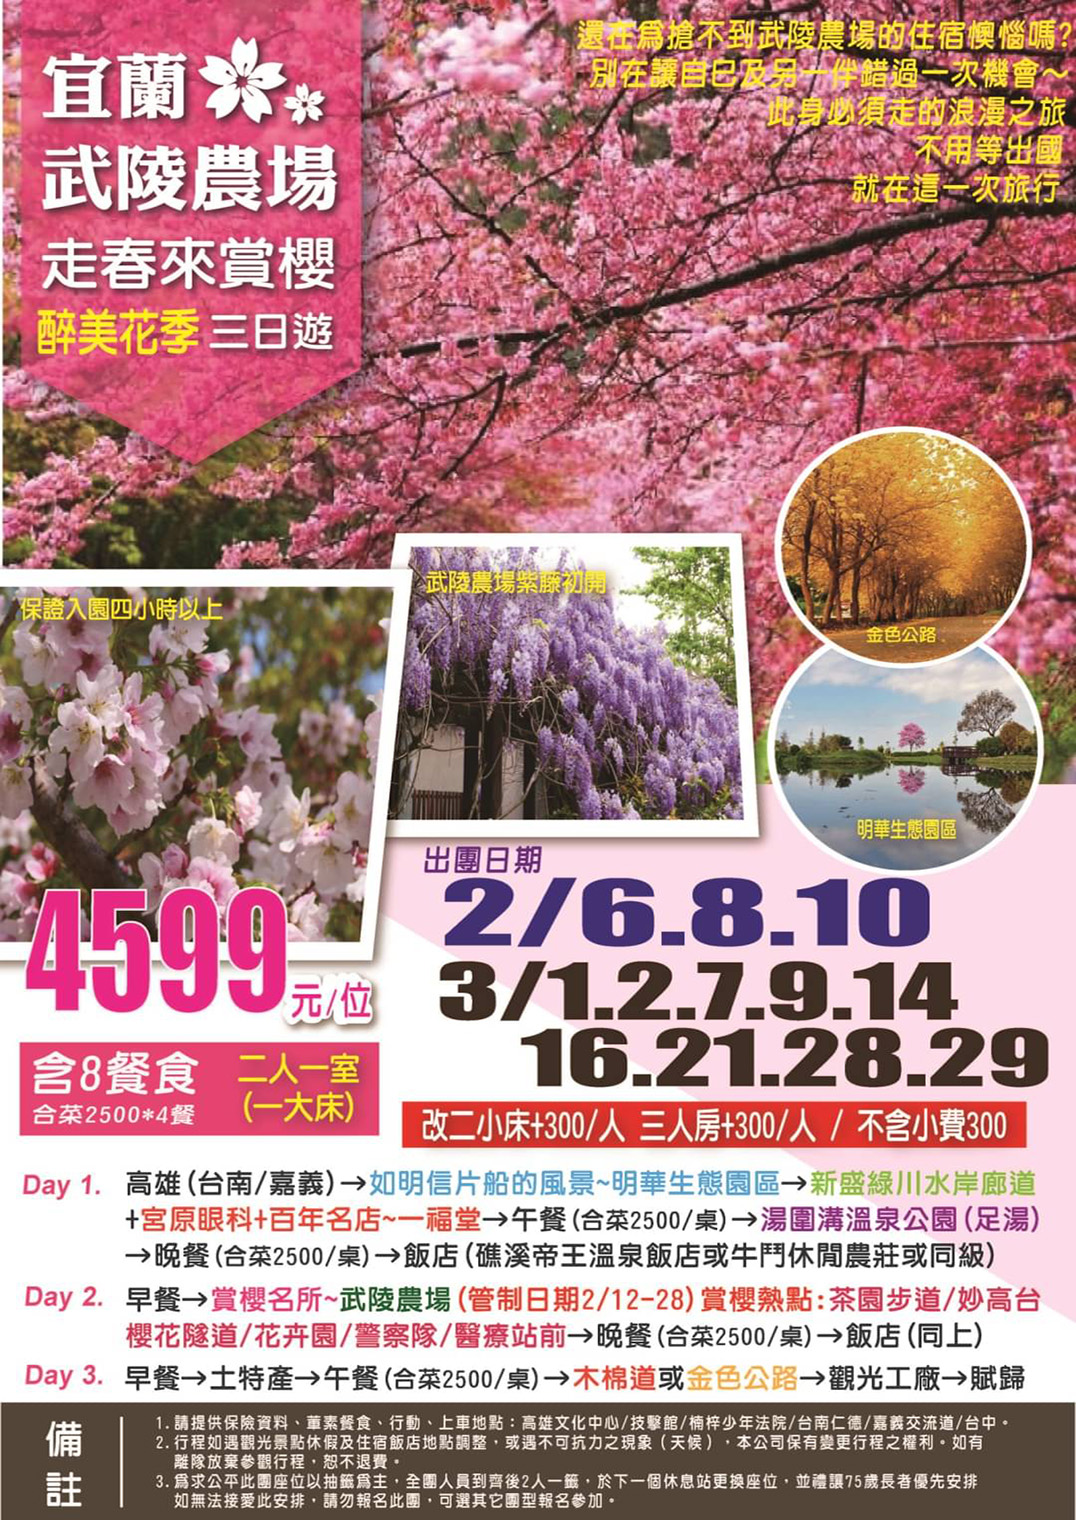 宜蘭
武陵農場
走春來賞櫻
醉美花季 三日遊
還在為搶不到武陵農場的住宿懊惱嗎?
別在讓自己及另一伴錯過一次機會~
此身必須走的浪漫之旅
不用等出國
就在這一次旅行
保證入園四小時以上
武陵農場紫藤初開
金色公路
明華生態園區
4599元/位
含8餐食
合菜2500*4餐
二人一室
(一大床)
出團日期
2/6.8.10
3/1.2.7.9.14
16.21.28.29
改二小床+300/人 三人房+300/人 / 不含小費300
Day 1. 高雄(台南/嘉義)→如明信片船的風景~明華生態園區→新盛綠川水岸廊道
+宮原眼科+百年名店~一福堂→午餐(合菜2500/桌)→湯圍溝溫泉公園(足湯)
→晚餐(合菜2500/桌)→飯店(礁溪帝王溫泉飯店或牛鬥休閒農莊或同級)
Day 2. 早餐→賞櫻名所~武陵農場(管制日期2/12-28)賞櫻熱點:茶園步道/妙高台
櫻花隧道/花卉園/警察隊/醫療站前→晚餐(合菜2500/桌)→飯店(同上)
Day 3. 早餐→土特產→午餐(合菜2500/桌)→木棉道或金色公路→觀光工廠→賦歸
備註
1.請提供保險資料、葷素餐食、行動、上車地點：高雄文化中心/技擊館/楠梓少年法院/台南仁德/嘉義交流道/台中。
2.行程如遇觀光景點休假及住宿飯店地點調整，或遇不可抗力之現象（天候），本公司保有變更行程之權利。如有
離隊放棄參觀行程，恕不退費。
3.為求公平此團座位以抽籤為主，全團人員到齊後2人一籤，於下一個休息站更換座位，並禮讓75歲長者優先安排
如無法接愛此安排，請勿報名此團，可選其它團型報名參加。